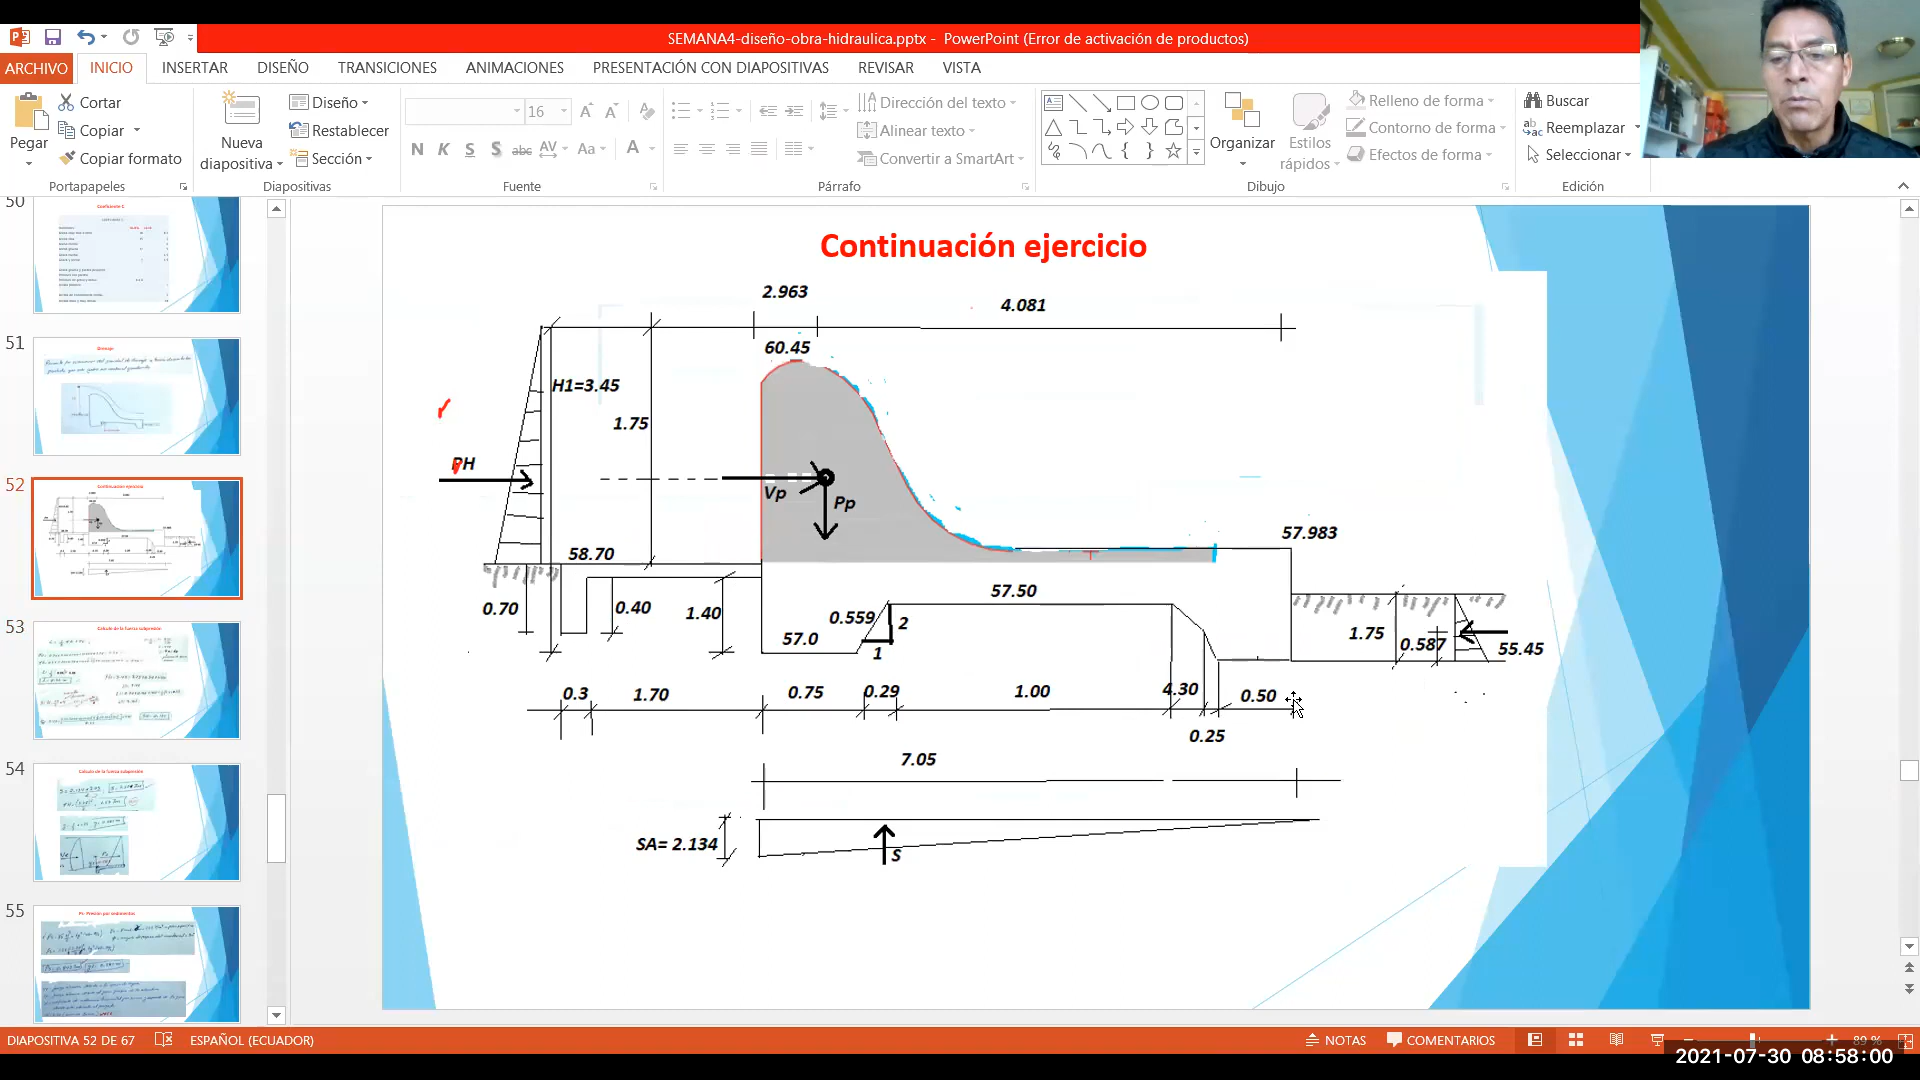 SEMANA4-diseño-obra-hidraulica.pptx - PowerPoint (Error de activación de productos)
ARCHIVO INICIO INSERTAR DISEÑO TRANSICIONES ANIMACIONES PRESENTACIÓN CON DIAPOSITIVAS REVISAR VISTA
Pegar
Cortar
Copiar
Copiar formato
Portapapeles
Nueva
diapositiva
Diseño
Restablecer
Sección
Diapositivas
16
N K S S abc AV Aa A
Fuente
Dirección del texto
Alinear texto
Convertir a SmartArt
Párrafo
Organizar
Estilos
rápidos
Relleno de forma
Contorno de forma
Efectos de forma
Dibujo
Buscar
Reemplazar
Seleccionar
Edición
50
51
52
53
54
55
Continuación ejercicio
2.963
4.081
60.45
H1=3.45
1.75
PH
Vp
Pp
57.983
58.70
0.70
0.40
1.40
57.50
0.559
2
57.0
1
1.75
0.587
55.45
0.3
1.70
0.75
0.29
1.00
4.30
0.50
0.25
7.05
SA= 2.134
S
DIAPOSITIVA 52 DE 67
ESPAÑOL (ECUADOR)
NOTAS
COMENTARIOS
89 %
2021-07-30 08:58:00